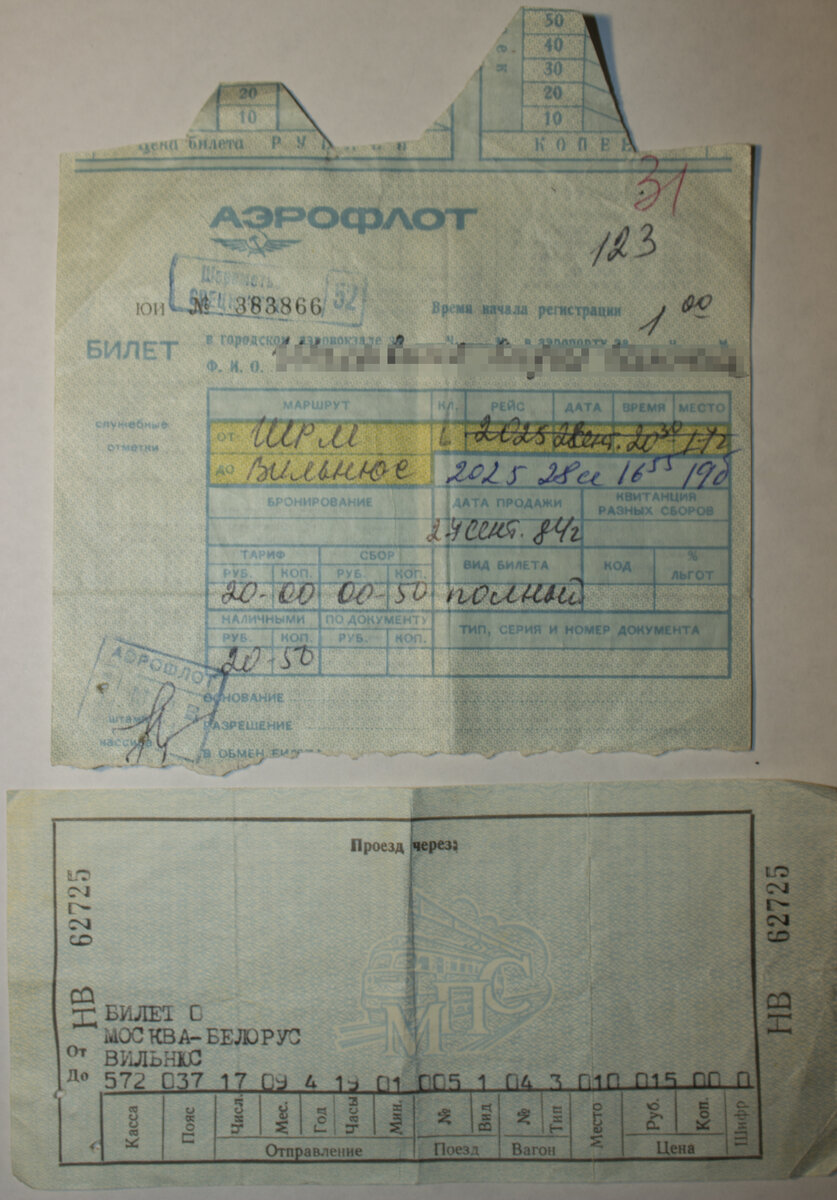 50
40
30
20
10
20
10
Цена билета
КОПЕЕ
31
АЭРОФЛОТ
123
52
ЮИ № 383866
Время начала регистрации
1 00
БИЛЕТ
в городском аэровокзале
в аэропорту
Ф. И. О.
служебные
отметки
МАРШРУТ КЛ. РЕЙС ДАТА ВРЕМЯ МЕСТО
ОТ ШРМ 2025 28 сент. 20 30
ДО Вильнюс 2025 28 се 16 55 19б
БРОНИРОВАНИЕ ДАТА ПРОДАЖИ КВИТАНЦИЯ
РАЗНЫХ СБОРОВ
24 сент. 84г
ТАРИФ СБОР ВИД БИЛЕТА КОД %
ЛЬГОТ
РУБ. КОП. РУБ. КОП.
20-00 00-50 полный
НАЛИЧНЫМИ ПО ДОКУМЕНТУ ТИП, СЕРИЯ И НОМЕР ДОКУМЕНТА
РУБ. КОП. РУБ. КОП.
20-50
АЭРОФЛОТ
ОСНОВАНИЕ
РАЗРЕШЕНИЕ
В ОБМЕН БИЛЕТА
Проезд через:
НВ 62725
НВ 62725
МПС
БИЛЕТ 0
МОСКВА-БЕЛОРУС
От ВИЛЬНЮС
До 572 037 17 09 4 19 01 005 1 04 3 010 015 00 0
Касса Пояс Числ. Мес. Год Часы Мин. № Вид № Тип Место Руб. Коп. Шифр
Отправление Поезд Вагон Цена